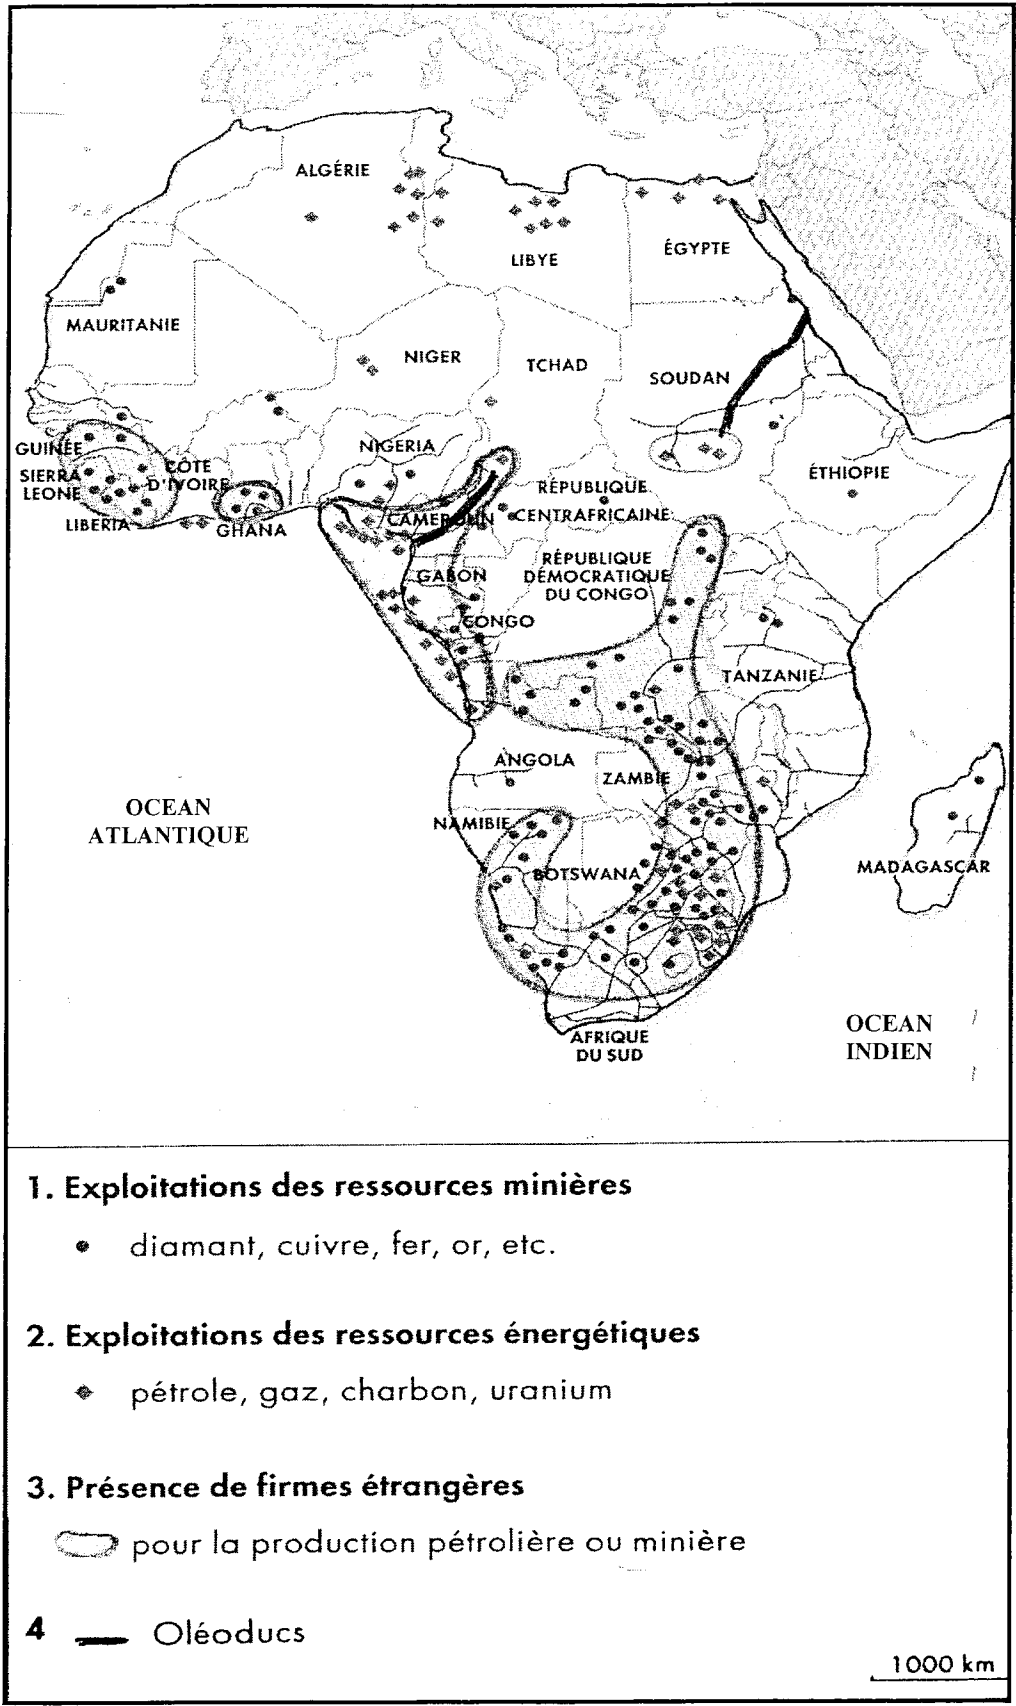 ALGÉRIE
LIBYE
ÉGYPTE
MAURITANIE
NIGER
TCHAD
SOUDAN
GUINÉE
SIERRA
LEONE
CÔTE
D'IVOIRE
LIBERIA
GHANA
NIGERIA
CAMEROUN
RÉPUBLIQUE
CENTRAFRICAINE
ÉTHIOPIE
GABON
RÉPUBLIQUE
DÉMOCRATIQUE
DU CONGO
CONGO
TANZANIE
ANGOLA
ZAMBIE
NAMIBIE
BOTSWANA
MADAGASCAR
OCEAN
ATLANTIQUE
OCEAN
INDIEN
AFRIQUE
DU SUD
1. Exploitations des ressources minières
diamant, cuivre, fer, or, etc.
2. Exploitations des ressources énergétiques
pétrole, gaz, charbon, uranium
3. Présence de firmes étrangères
pour la production pétrolière ou minière
4 Oléoducs
1000 km